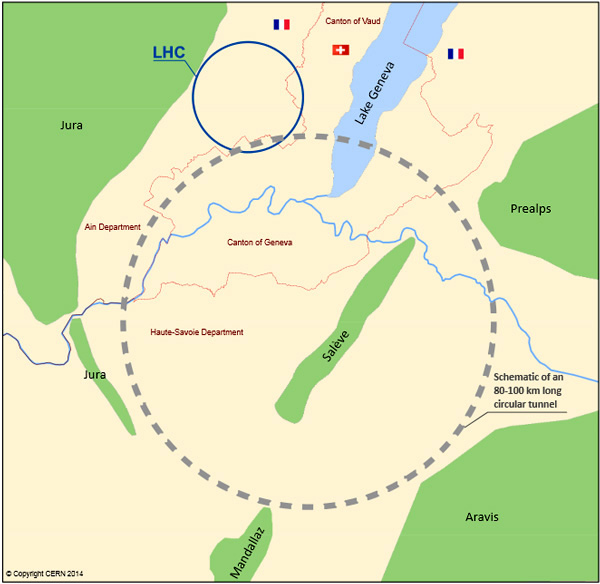 Canton of Vaud
LHC
Lake Geneva
Jura
Prealps
Ain Department
Canton of Geneva
Haute-Savoie Department
Salève
Jura
Schematic of an
80-100 km long
circular tunnel
Aravis
Mandallaz
© Copyright CERN 2014